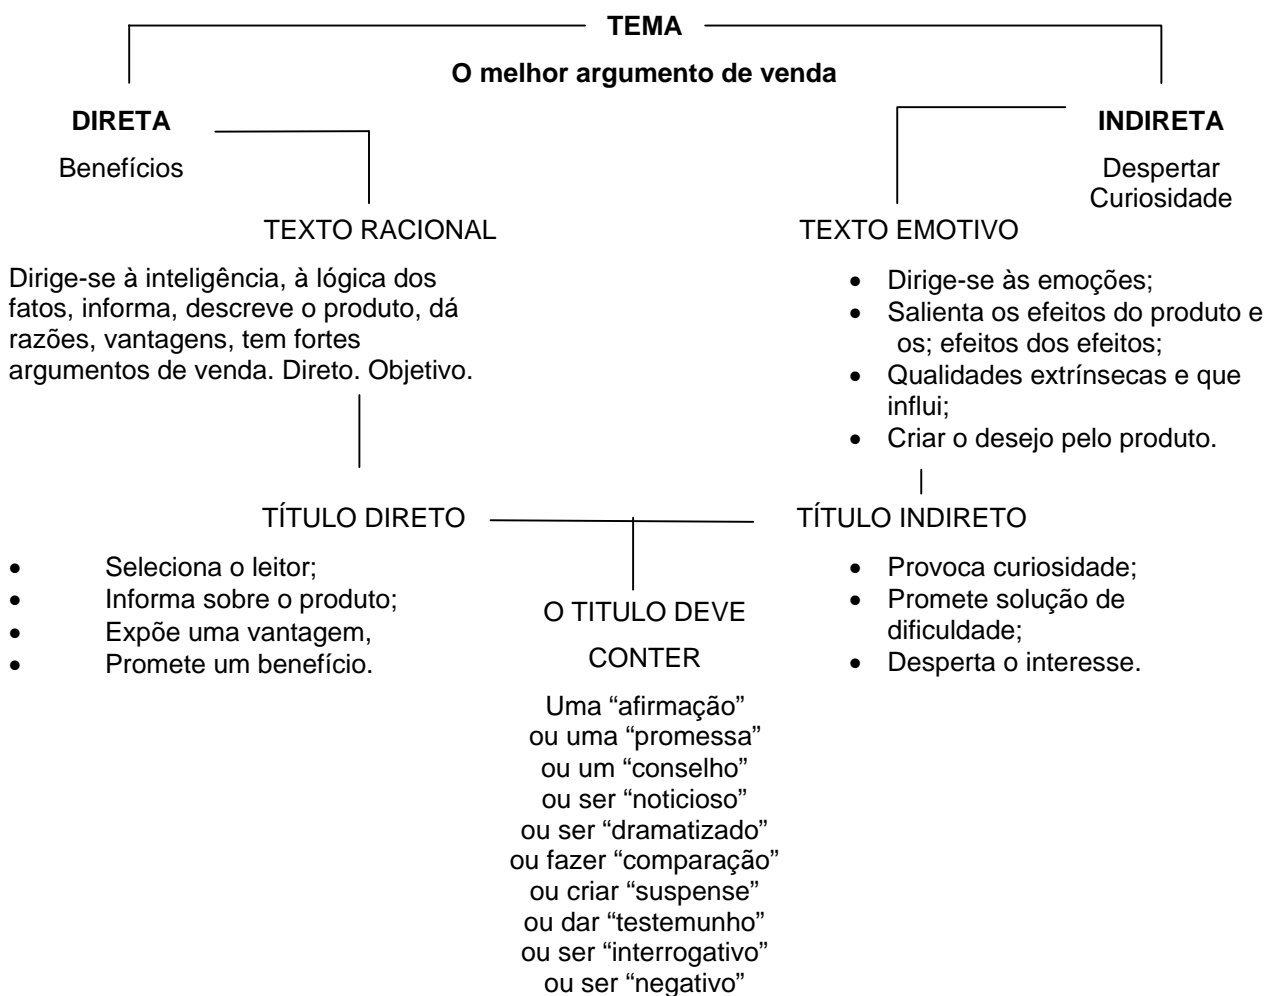 TEMA
O melhor argumento de venda
DIRETA
Benefícios
INDIRETA
Despertar
Curiosidade
TEXTO RACIONAL
Dirige-se à inteligência, à lógica dos
fatos, informa, descreve o produto, dá
razões, vantagens, tem fortes
argumentos de venda. Direto. Objetivo.
TEXTO EMOTIVO
• Dirige-se às emoções;
• Salienta os efeitos do produto e
os; efeitos dos efeitos;
• Qualidades extrínsecas e que
influi;
• Criar o desejo pelo produto.
TÍTULO DIRETO
• Seleciona o leitor;
• Informa sobre o produto;
• Expõe uma vantagem,
• Promete um benefício.
TÍTULO INDIRETO
• Provoca curiosidade;
• Promete solução de
dificuldade;
• Desperta o interesse.
O TITULO DEVE
CONTER
Uma “afirmação”
ou uma “promessa”
ou um “conselho”
ou ser “noticioso”
ou ser “dramatizado”
ou fazer “comparação”
ou criar “suspense”
ou dar “testemunho”
ou ser “interrogativo”
ou ser “negativo”